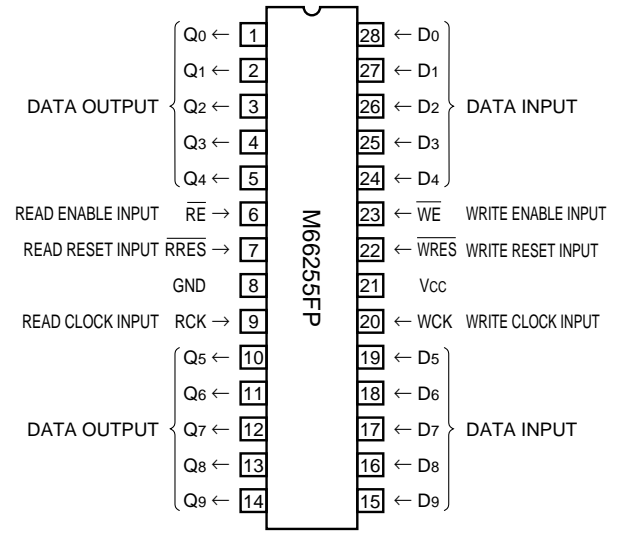 Q0 ← 1 28 ← D0
Q1 ← 2 27 ← D1
DATA OUTPUT Q2 ← 3 26 ← D2 DATA INPUT
Q3 ← 4 25 ← D3
Q4 ← 5 24 ← D4
READ ENABLE INPUT R̅E̅ → 6 23 ← W̅E̅ WRITE ENABLE INPUT
READ RESET INPUT R̅R̅E̅S̅ → 7 22 ← W̅R̅E̅S̅ WRITE RESET INPUT
GND 8 21 Vcc
READ CLOCK INPUT RCK → 9 20 ← WCK WRITE CLOCK INPUT
Q5 ← 10 19 ← D5
Q6 ← 11 18 ← D6
DATA OUTPUT Q7 ← 12 17 ← D7 DATA INPUT
Q8 ← 13 16 ← D8
Q9 ← 14 15 ← D9
M66255FP